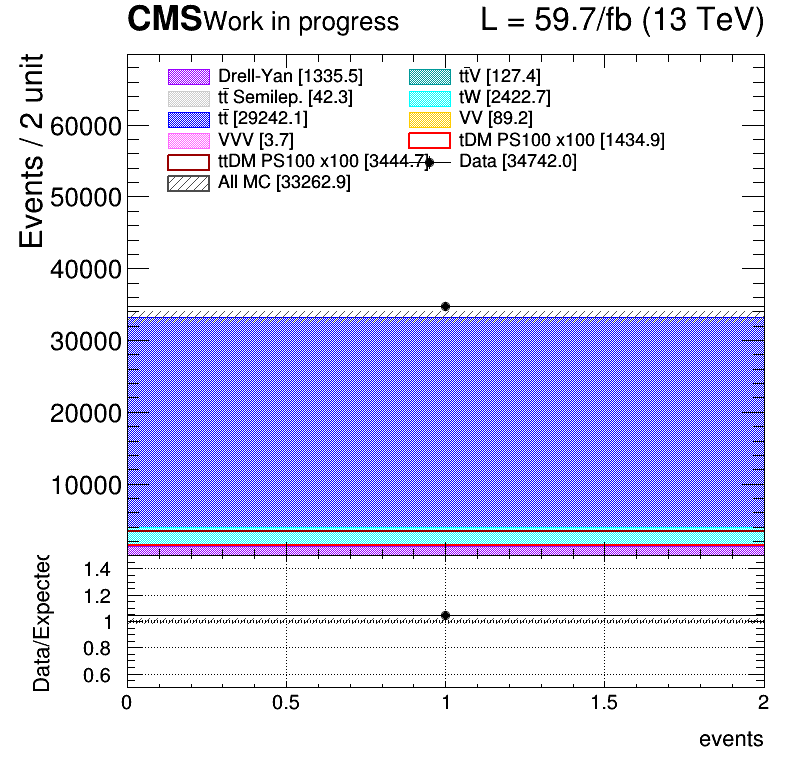 CMS Work in progress L = 59.7/fb (13 TeV)
Events / 2 unit
Drell-Yan [1335.5] tt̄V [127.4]
tt̄ Semilep. [42.3] tW [2422.7]
tt̄ [29242.1] VV [89.2]
VVV [3.7] tDM PS100 x100 [1434.9]
ttDM PS100 x100 [3444.7] Data [34742.0]
All MC [33262.9]
60000
50000
40000
30000
20000
10000
Data/Expected
1.4
1.2
1
0.8
0.6
0 0.5 1 1.5 2
events